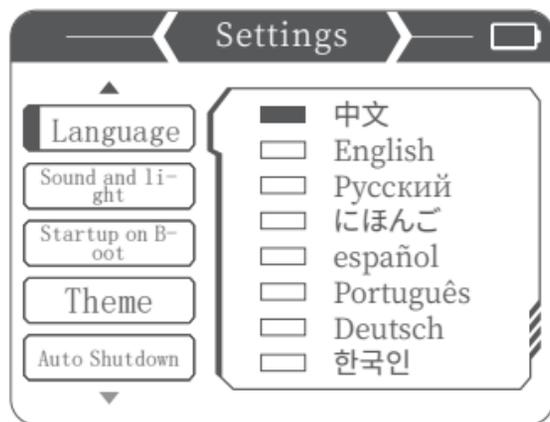 Settings
Language
Sound and li-
ght
Startup on B-
oot
Theme
Auto Shutdown
中文
English
Русский
にほんご
español
Português
Deutsch
한국인